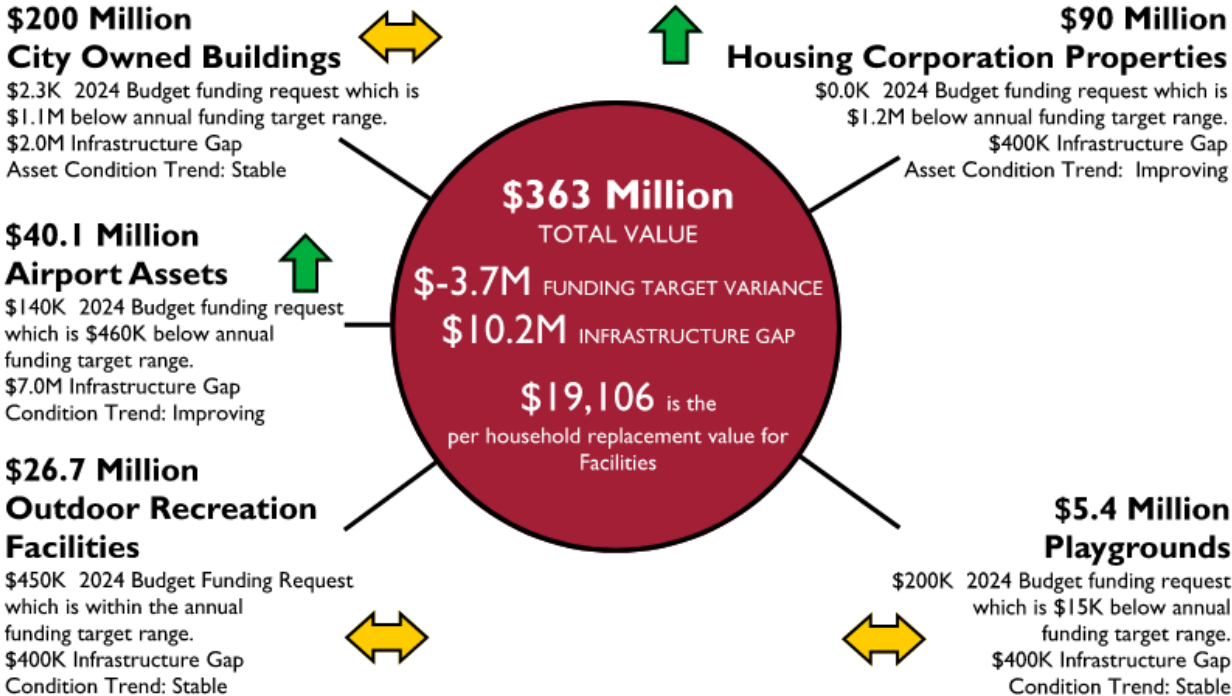 $200 Million
City Owned Buildings
$2.3K 2024 Budget funding request which is
$1.1M below annual funding target range.
$2.0M Infrastructure Gap
Asset Condition Trend: Stable
$90 Million
Housing Corporation Properties
$0.0K 2024 Budget funding request which is
$1.2M below annual funding target range.
$400K Infrastructure Gap
Asset Condition Trend: Improving
$40.1 Million
Airport Assets
$140K 2024 Budget funding request
which is $460K below annual
funding target range.
$7.0M Infrastructure Gap
Condition Trend: Improving
$363 Million
TOTAL VALUE
$-3.7M FUNDING TARGET VARIANCE
$10.2M INFRASTRUCTURE GAP
$19,106 is the
per household replacement value for
Facilities
$26.7 Million
Outdoor Recreation
Facilities
$450K 2024 Budget Funding Request
which is within the annual
funding target range.
$400K Infrastructure Gap
Condition Trend: Stable
$5.4 Million
Playgrounds
$200K 2024 Budget funding request
which is $15K below annual
funding target range.
$400K Infrastructure Gap
Condition Trend: Stable